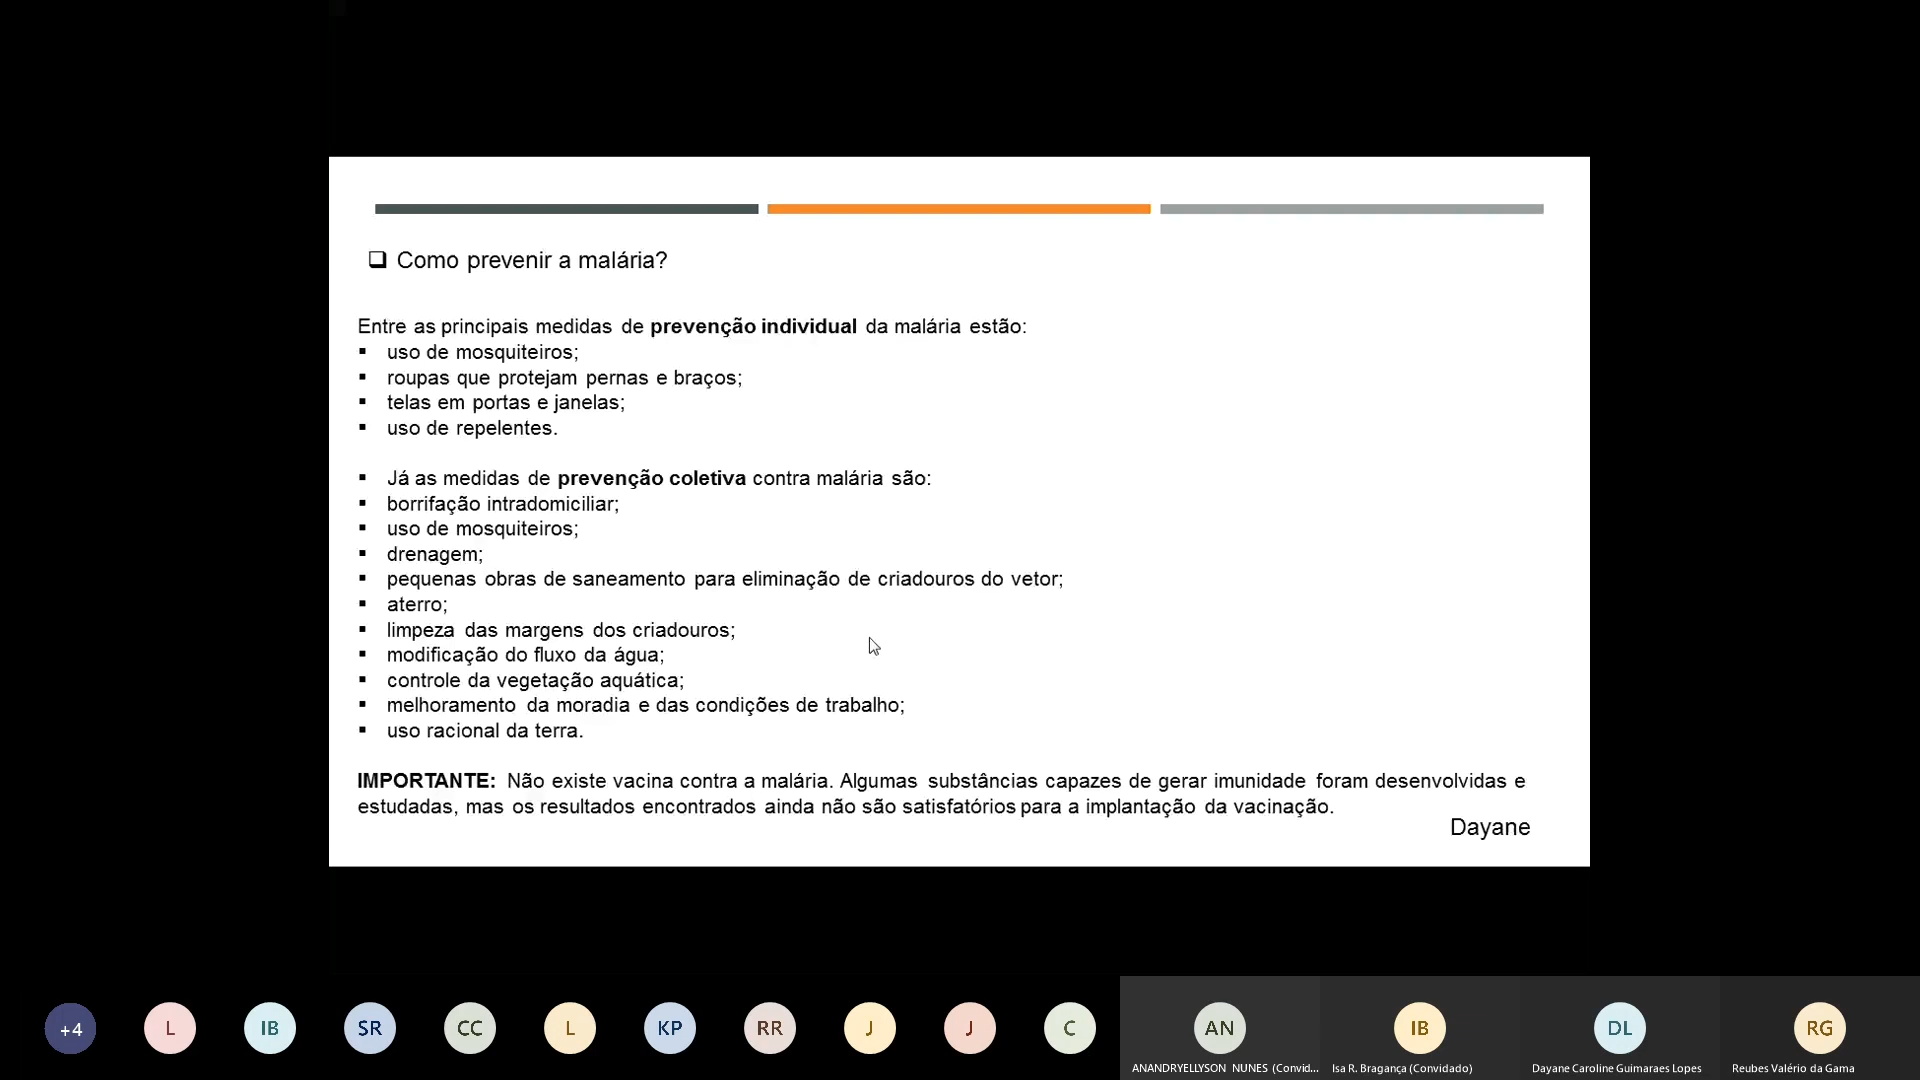 Como prevenir a malária?
Entre as principais medidas de prevenção individual da malária estão:
uso de mosquiteiros;
roupas que protejam pernas e braços;
telas em portas e janelas;
uso de repelentes.
Já as medidas de prevenção coletiva contra malária são:
borrifação intradomiciliar;
uso de mosquiteiros;
drenagem;
pequenas obras de saneamento para eliminação de criadouros do vetor;
aterro;
limpeza das margens dos criadouros;
modificação do fluxo da água;
controle da vegetação aquática;
melhoramento da moradia e das condições de trabalho;
uso racional da terra.
IMPORTANTE: Não existe vacina contra a malária. Algumas substâncias capazes de gerar imunidade foram desenvolvidas e
estudadas, mas os resultados encontrados ainda não são satisfatórios para a implantação da vacinação.
Dayane
+4 L IB SR CC L KP RR J J C AN IB DL RG
ANANDRYELLYSON NUNES (Convid... Isa R. Bragança (Convidado) Dayane Caroline Guimaraes Lopes Reubes Valério da Gama